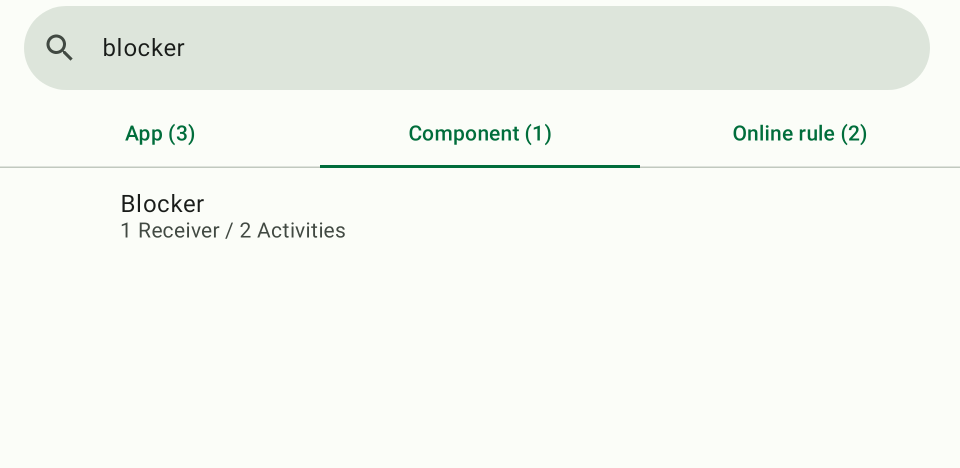 blocker
App (3) Component (1) Online rule (2)
Blocker
1 Receiver / 2 Activities